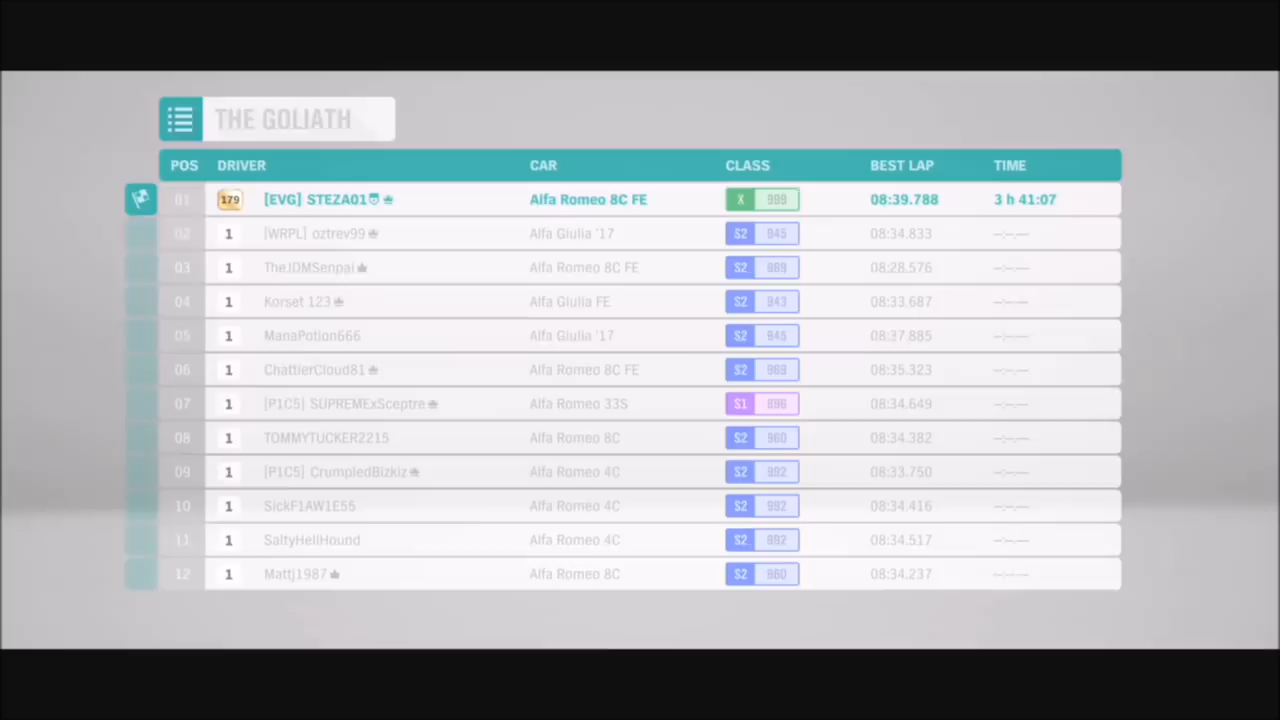 THE GOLIATH
POS DRIVER CAR CLASS BEST LAP TIME
01 179 [EVG] STEZA01 Alfa Romeo 8C FE X 999 08:39.788 3 h 41:07
02 1 [WRPL] oztrev99 Alfa Giulia '17 S2 945 08:34.833 --:--.---
03 1 TheJDMSenpai Alfa Romeo 8C FE S2 989 08:28.576 --:--.---
04 1 Korset 123 Alfa Giulia FE S2 943 08:33.687 --:--.---
05 1 ManaPotion666 Alfa Giulia '17 S2 945 08:37.885 --:--.---
06 1 ChattierCloud81 Alfa Romeo 8C FE S2 989 08:35.323 --:--.---
07 1 [P1C5] SUPREMExSceptre Alfa Romeo 33S S1 898 08:34.649 --:--.---
08 1 TOMMYTUCKER2215 Alfa Romeo 8C S2 960 08:34.382 --:--.---
09 1 [P1C5] CrumpledBizkiz Alfa Romeo 4C S2 992 08:33.750 --:--.---
10 1 SickF1AW1E55 Alfa Romeo 4C S2 992 08:34.416 --:--.---
11 1 SaltyHellHound Alfa Romeo 4C S2 992 08:34.517 --:--.---
12 1 Mattj1987 Alfa Romeo 8C S2 960 08:34.237 --:--.---